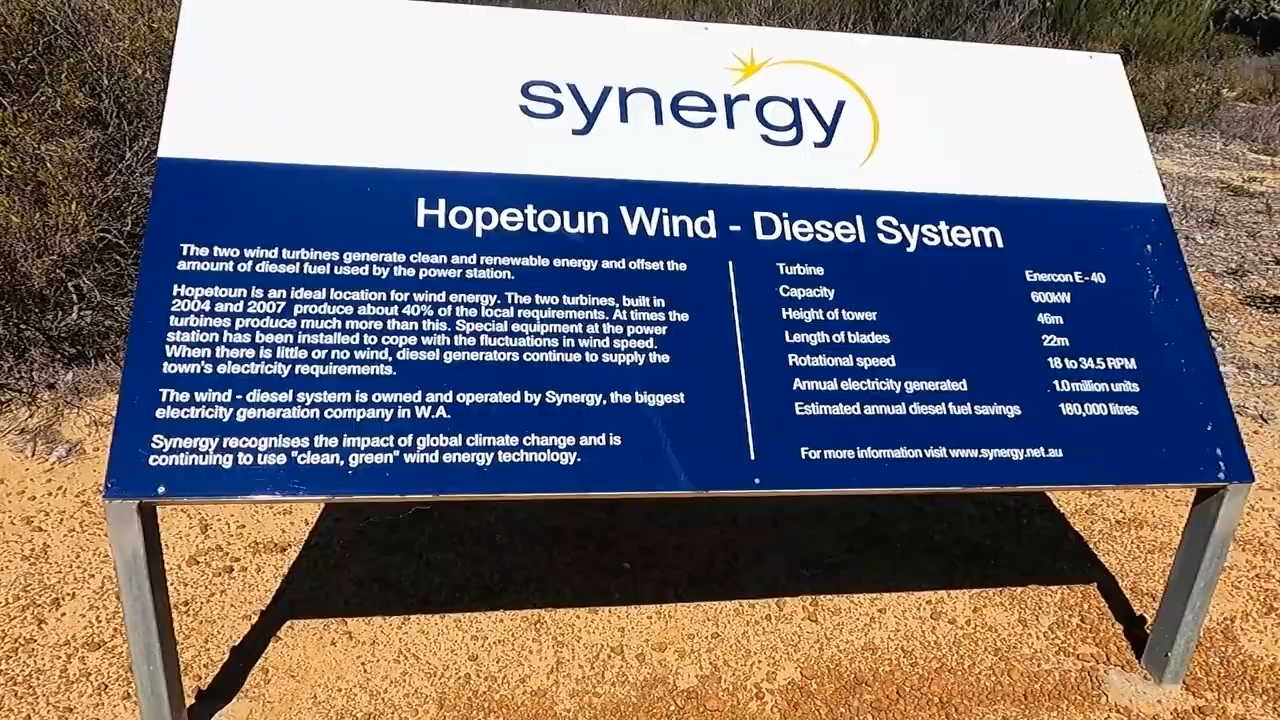 synergy
Hopetoun Wind - Diesel System
The two wind turbines generate clean and renewable energy and offset the
amount of diesel fuel used by the power station.
Hopetoun is an ideal location for wind energy. The two turbines, built in
2004 and 2007 produce about 40% of the local requirements. At times the
turbines produce much more than this. Special equipment at the power
station has been installed to cope with the fluctuations in wind speed.
When there is little or no wind, diesel generators continue to supply the
town's electricity requirements.
The wind - diesel system is owned and operated by Synergy, the biggest
electricity generation company in W.A.
Synergy recognises the impact of global climate change and is
continuing to use "clean, green" wind energy technology.
Turbine Enercon E-40
Capacity 600kW
Height of tower 46m
Length of blades 22m
Rotational speed 18 to 34.5 RPM
Annual electricity generated 1.0 million units
Estimated annual diesel fuel savings 180,000 litres
For more information visit www.synergy.net.au